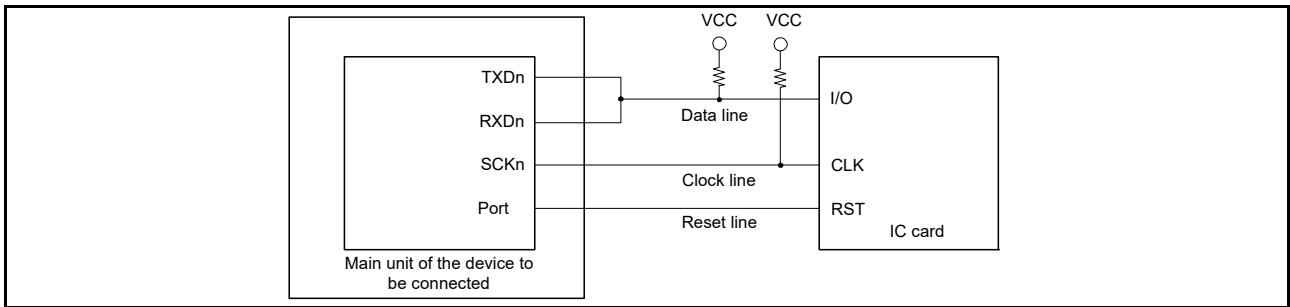 VCC VCC
TXDn
I/O
Data line
RXDn
SCKn
CLK
Clock line
Port
RST
Reset line
IC card
Main unit of the device to
be connected